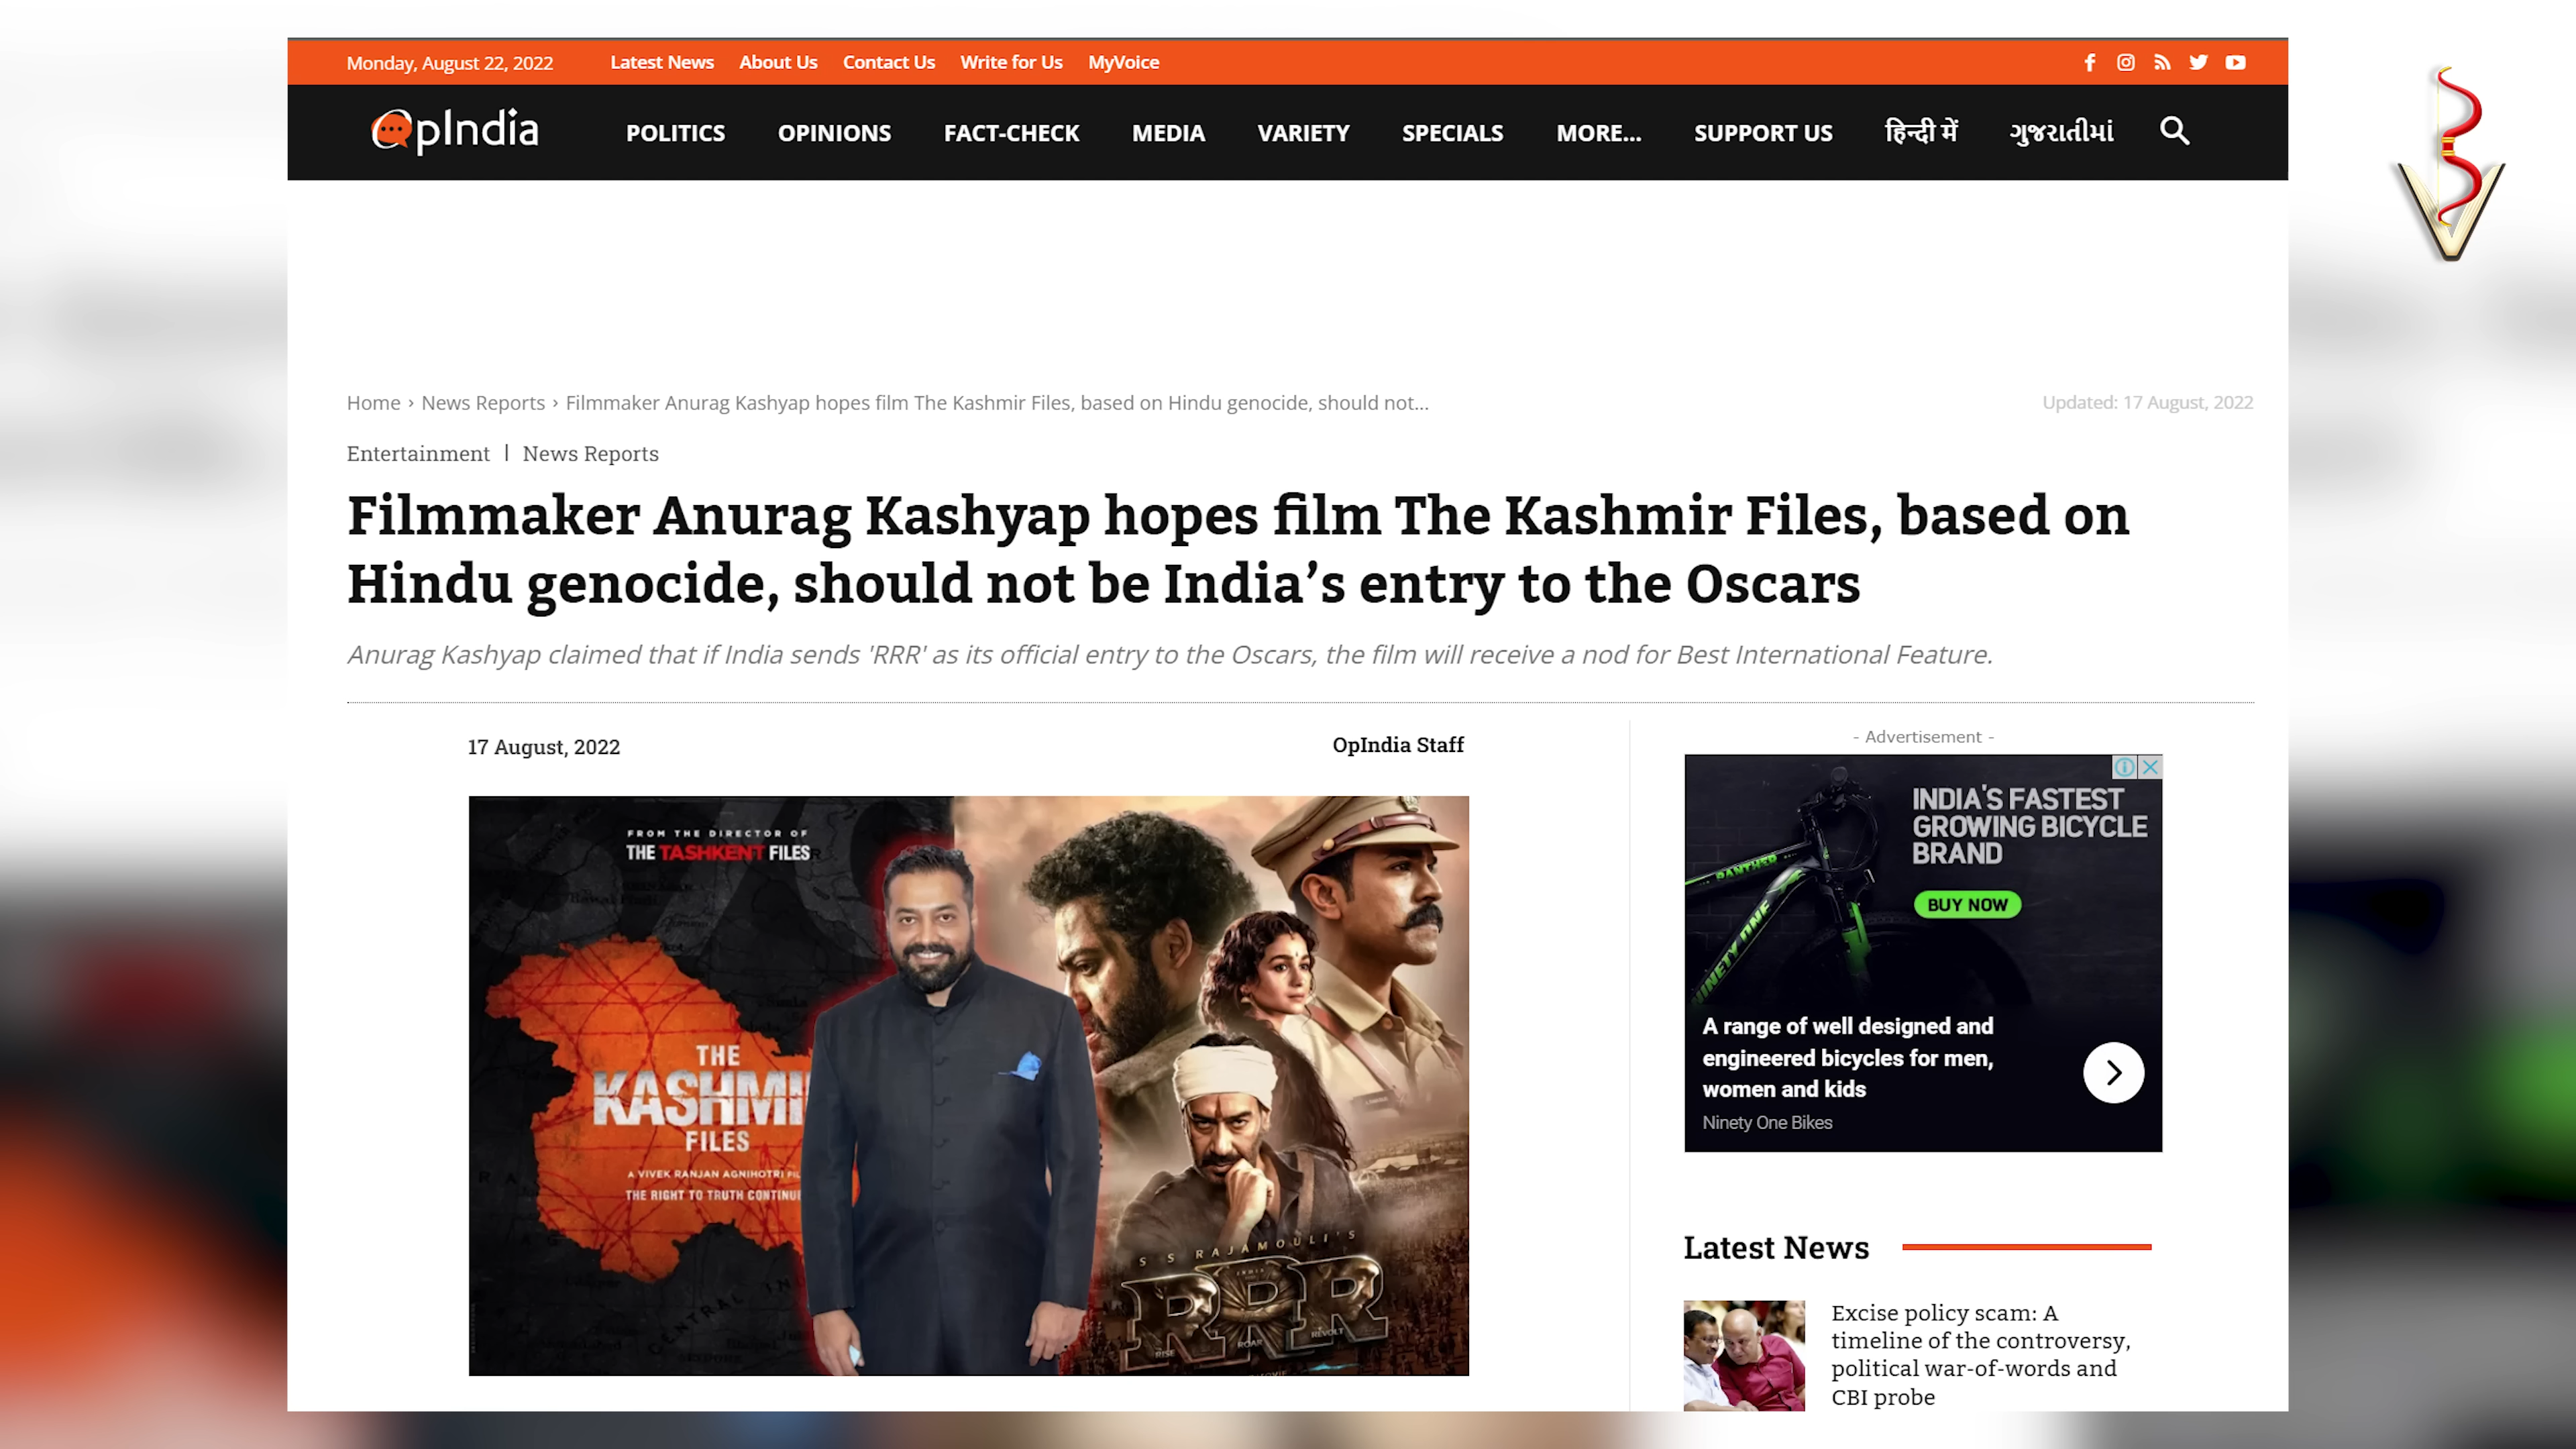 Monday, August 22, 2022 Latest News About Us Contact Us Write for Us MyVoice
OpIndia POLITICS OPINIONS FACT-CHECK MEDIA VARIETY SPECIALS MORE... SUPPORT US हिन्दी में ગુજરાતીમાં
Home › News Reports › Filmmaker Anurag Kashyap hopes film The Kashmir Files, based on Hindu genocide, should not...
Updated: 17 August, 2022
Entertainment | News Reports
Filmmaker Anurag Kashyap hopes film The Kashmir Files, based on
Hindu genocide, should not be India's entry to the Oscars
Anurag Kashyap claimed that if India sends 'RRR' as its official entry to the Oscars, the film will receive a nod for Best International Feature.
17 August, 2022
OpIndia Staff
FROM THE DIRECTOR OF
THE TASHKENT FILES
THE
KASHMI
FILES
A VIVEK RANJAN AGNIHOTRI
THE RIGHT TO TRUTH CONTINU
S S RAJAMOULI'S
RRR
RISE ROAR REVOLT
- Advertisement -
INDIA'S FASTEST
GROWING BICYCLE
BRAND
BUY NOW
PANTHER
NINETY ONE
A range of well designed and
engineered bicycles for men,
women and kids
Ninety One Bikes
Latest News
Excise policy scam: A
timeline of the controversy,
political war-of-words and
CBI probe